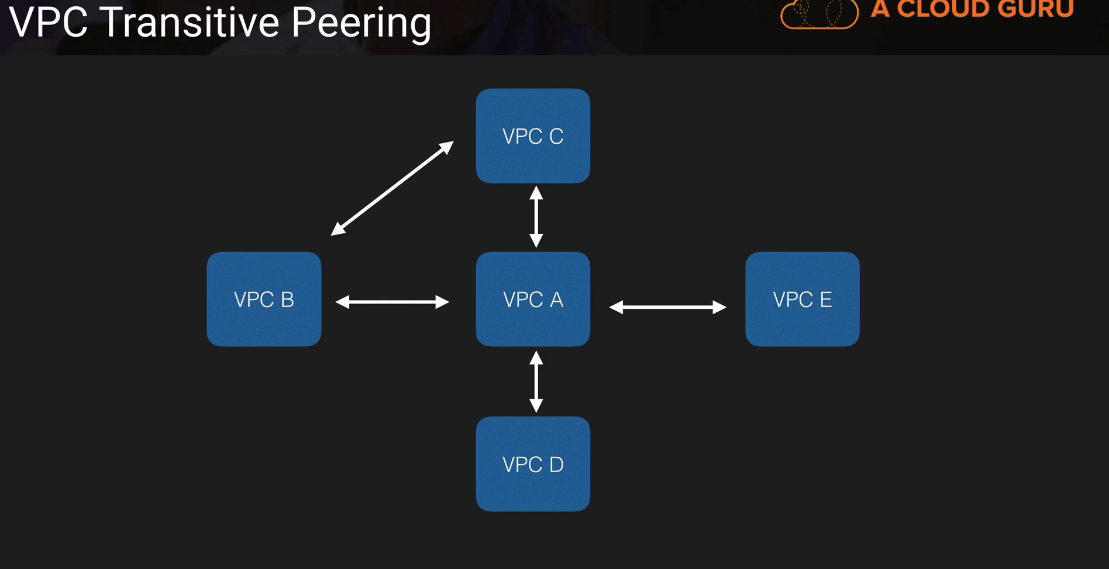 VPC Transitive Peering
A CLOUD GURU
VPC C
VPC B
VPC A
VPC E
VPC D